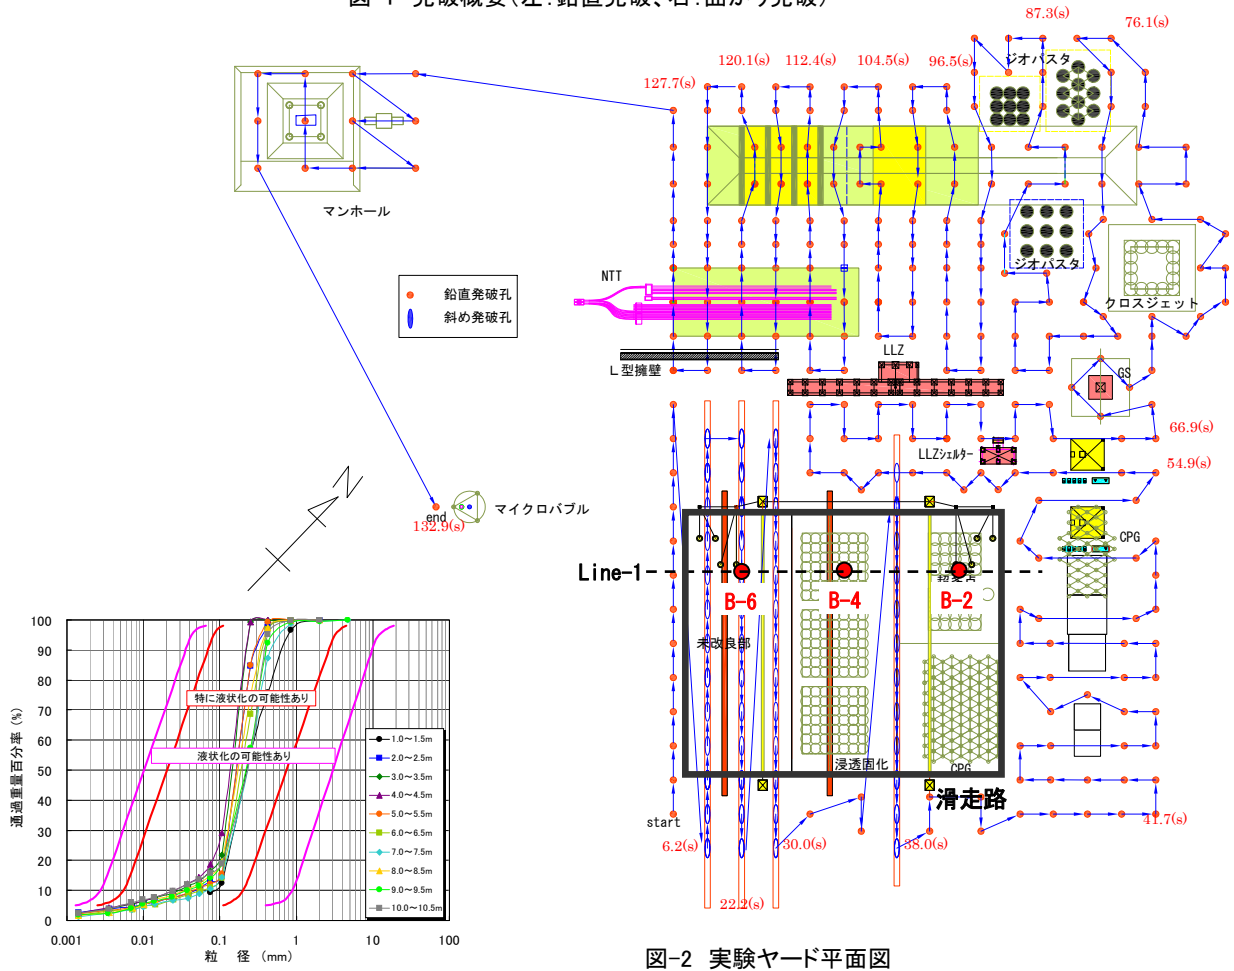 図-1 発破概要(左:鉛直発破、右:曲がり発破)
87.3(s)
76.1(s)
ジオパスタ
120.1(s)
112.4(s)
104.5(s)
96.5(s)
127.7(s)
マンホール
ジオパスタ
NTT
クロスジェット
鉛直発破孔
斜め発破孔
LLZ
L型擁壁
GS
66.9(s)
LLZシェルター
54.9(s)
end
マイクロバブル
132.9(s)
N
CPG
Line-1
B-6
B-4
B-2
未改良部
浸透固化
CPG
滑走路
start
6.2(s)
30.0(s)
38.0(s)
41.7(s)
22.2(s)
通過重量百分率 (%)
100
90
80
70
60
50
40
30
20
10
0
特に液状化の可能性あり
液状化の可能性あり
1.0~1.5m
2.0~2.5m
3.0~3.5m
4.0~4.5m
5.0~5.5m
6.0~6.5m
7.0~7.5m
8.0~8.5m
9.0~9.5m
10.0~10.5m
0.001
0.01
0.1
1
10
100
粒 径 (mm)
図-2 実験ヤード平面図